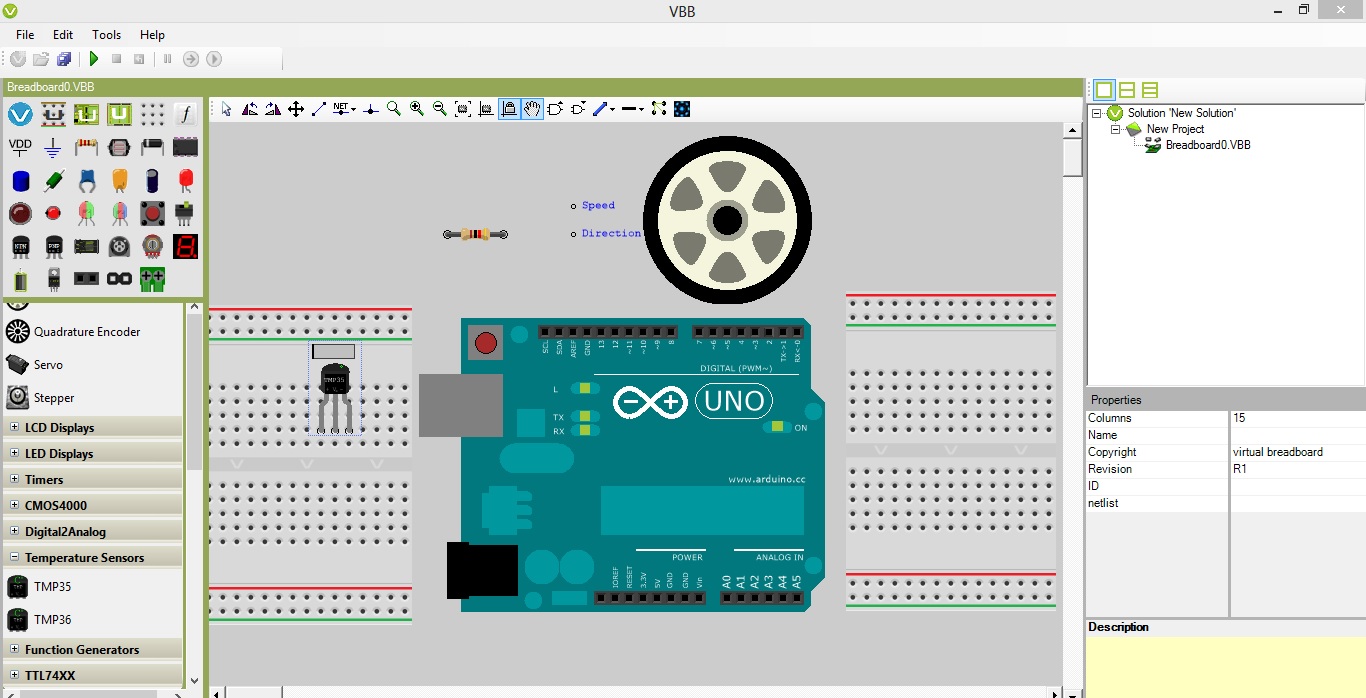 VBB
File Edit Tools Help
Breadboard0.VBB
VDD
NET
Speed
Direction
Quadrature Encoder
Servo
Stepper
LCD Displays
LED Displays
Timers
CMOS4000
Digital2Analog
Temperature Sensors
TMP35
TMP36
Function Generators
TTL74XX
TMP35
SCL SDA AREF GND 13 12 ~11 ~10 ~9 8 7 ~6 ~5 4 ~3 2 TX->1 RX<-0
DIGITAL (PWM~)
L
TX
RX
UNO
ON
www.arduino.cc
POWER ANALOG IN
IOREF RESET 3.3V 5V GND GND Vin A0 A1 A2 A3 A4 A5
Solution 'New Solution'
New Project
Breadboard0.VBB
Properties
Columns 15
Name
Copyright virtual breadboard
Revision R1
ID
netlist
Description